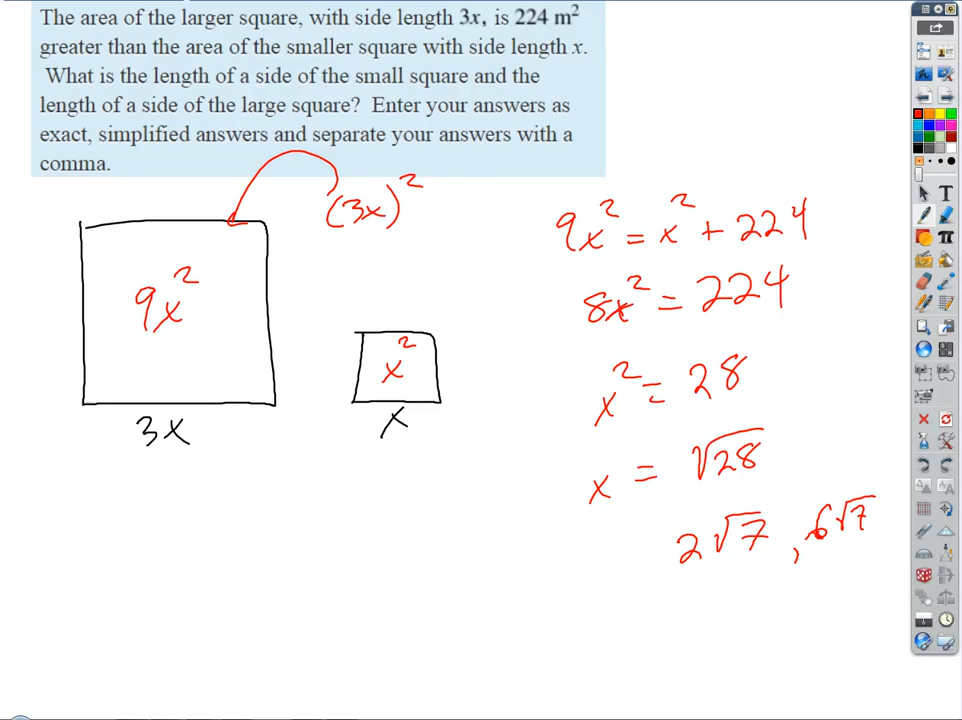 The area of the larger square, with side length 3x, is 224 m²
greater than the area of the smaller square with side length x.
What is the length of a side of the small square and the
length of a side of the large square? Enter your answers as
exact, simplified answers and separate your answers with a
comma.
(3x)²
9x²
3x
x²
x
9x² = x² + 224
8x² = 224
x² = 28
x = √28
2√7, 6√7
T
π